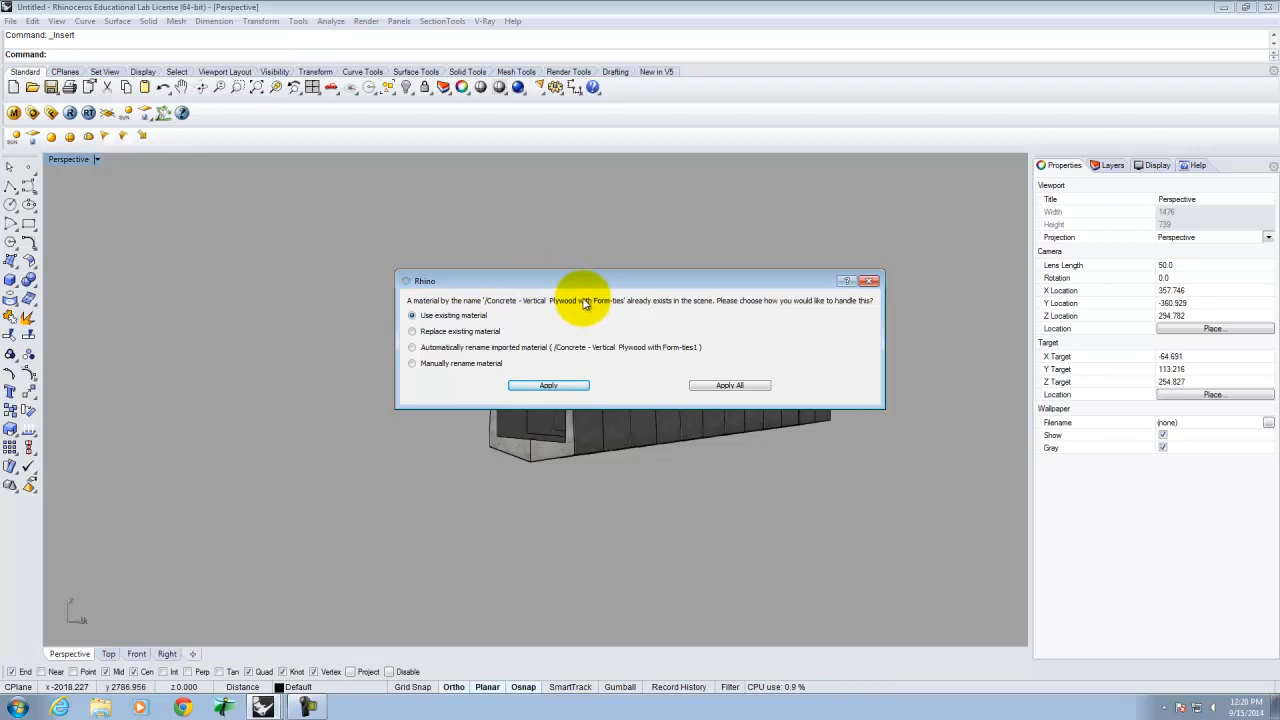 Untitled - Rhinoceros Educational Lab License (64-bit) - [Perspective]
File Edit View Curve Surface Solid Mesh Dimension Transform Tools Analyze Render Panels SectionTools V-Ray Help
Command: _Insert
Command:
Standard CPlanes Set View Display Select Viewport Layout Visibility Transform Curve Tools Surface Tools Solid Tools Mesh Tools Render Tools Drafting New in V5
M R RT SUN
SUN
Perspective
Properties Layers Display Help
Viewport
Title Perspective
Width 1476
Height 739
Projection Perspective
Camera
Lens Length 50.0
Rotation 0.0
X Location 357.746
Y Location -360.929
Z Location 294.782
Location Place...
Target
X Target -64.691
Y Target 113.216
Z Target 254.827
Location Place...
Wallpaper
Filename (none)
Show
Gray
Rhino
A material by the name '/Concrete - Vertical Plywood with Form-ties' already exists in the scene. Please choose how you would like to handle this?
Use existing material
Replace existing material
Automatically rename imported material ( /Concrete - Vertical Plywood with Form-ties1 )
Manually rename material
Apply Apply All
z
Perspective Top Front Right
End Near Point Mid Cen Int Perp Tan Quad Knot Vertex Project Disable
CPlane x -2018.227 y 2786.956 z 0.000 Distance Default Grid Snap Ortho Planar Osnap SmartTrack Gumball Record History Filter CPU use: 0.9 %
12:20 PM
9/15/2014